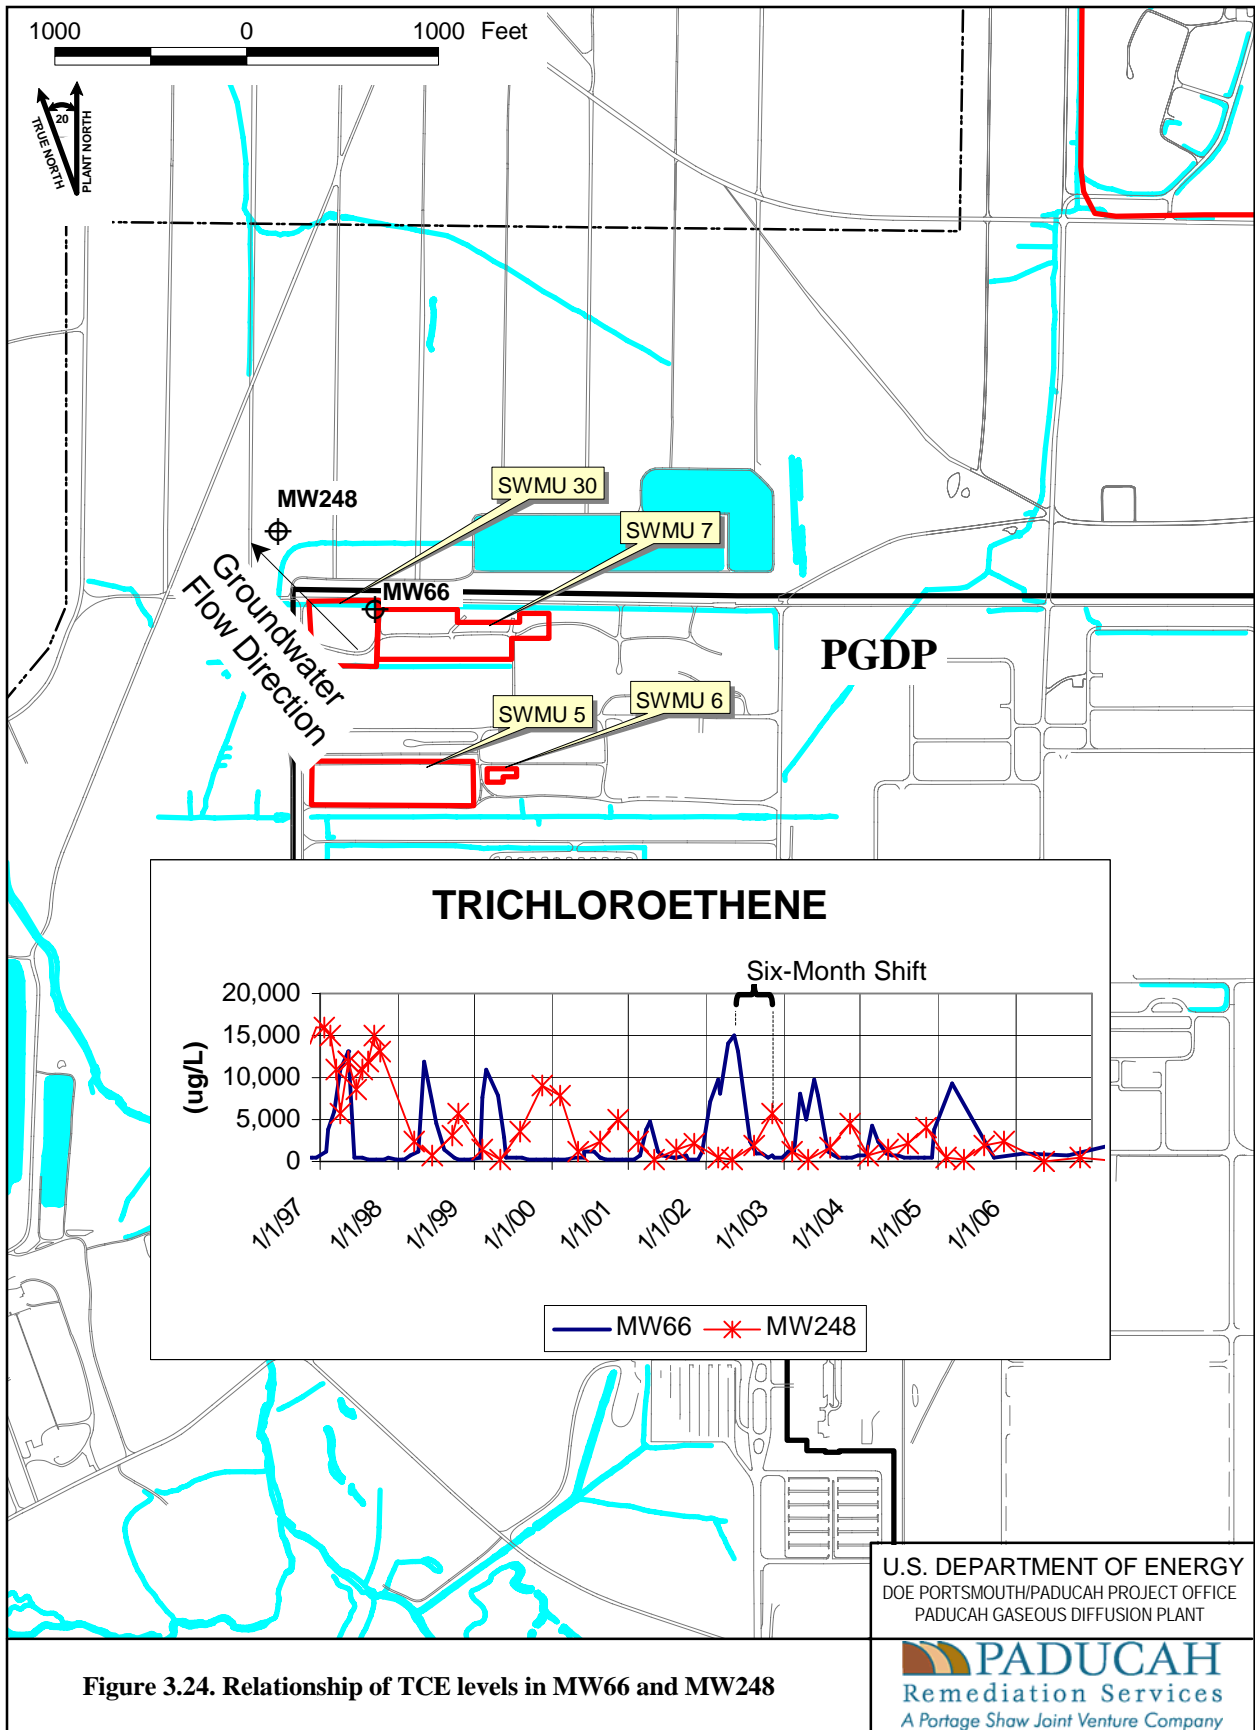 1000 0 1000 Feet
20
TRUE NORTH
PLANT NORTH
SWMU 30
MW248
SWMU 7
MW66
Groundwater
Flow Direction
PGDP
SWMU 5
SWMU 6
TRICHLOROETHENE
Six-Month Shift
(ug/L)
20,000
15,000
10,000
5,000
0
1/1/97 1/1/98 1/1/99 1/1/00 1/1/01 1/1/02 1/1/03 1/1/04 1/1/05 1/1/06
MW66 MW248
U.S. DEPARTMENT OF ENERGY
DOE PORTSMOUTH/PADUCAH PROJECT OFFICE
PADUCAH GASEOUS DIFFUSION PLANT
Figure 3.24. Relationship of TCE levels in MW66 and MW248
PADUCAH
Remediation Services
A Portage Shaw Joint Venture Company